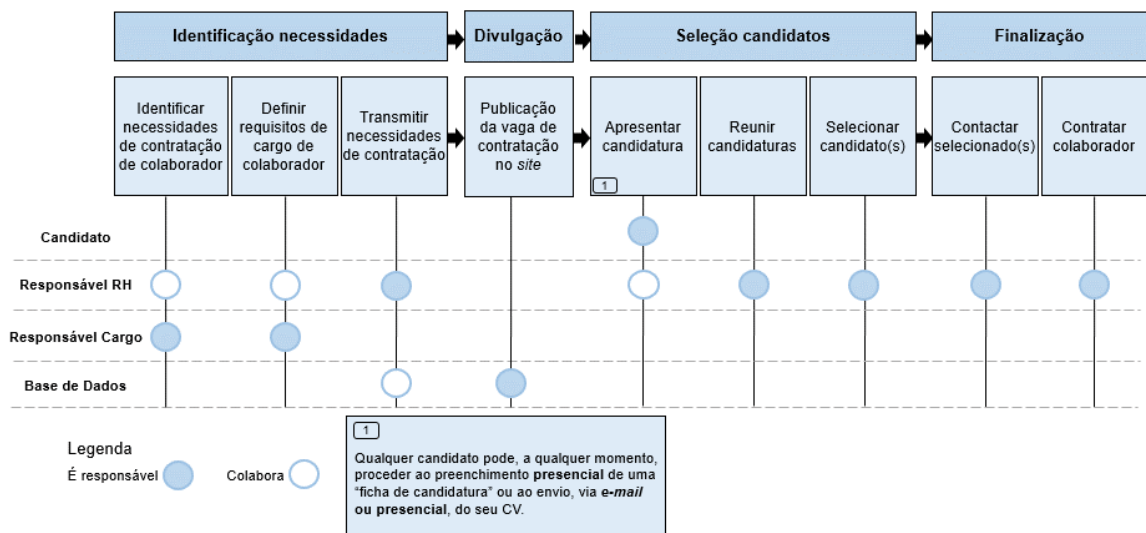 Identificação necessidades
Divulgação
Seleção candidatos
Finalização
Identificar
necessidades
de contratação
de colaborador
Definir
requisitos de
cargo de
colaborador
Transmitir
necessidades
de contratação
Publicação
da vaga de
contratação
no site
Apresentar
candidatura
1
Reunir
candidaturas
Selecionar
candidato(s)
Contactar
selecionado(s)
Contratar
colaborador
Candidato
Responsável RH
Responsável Cargo
Base de Dados
Legenda
É responsável
Colabora
1
Qualquer candidato pode, a qualquer momento,
proceder ao preenchimento presencial de uma
“ficha de candidatura” ou ao envio, via e-mail
ou presencial, do seu CV.